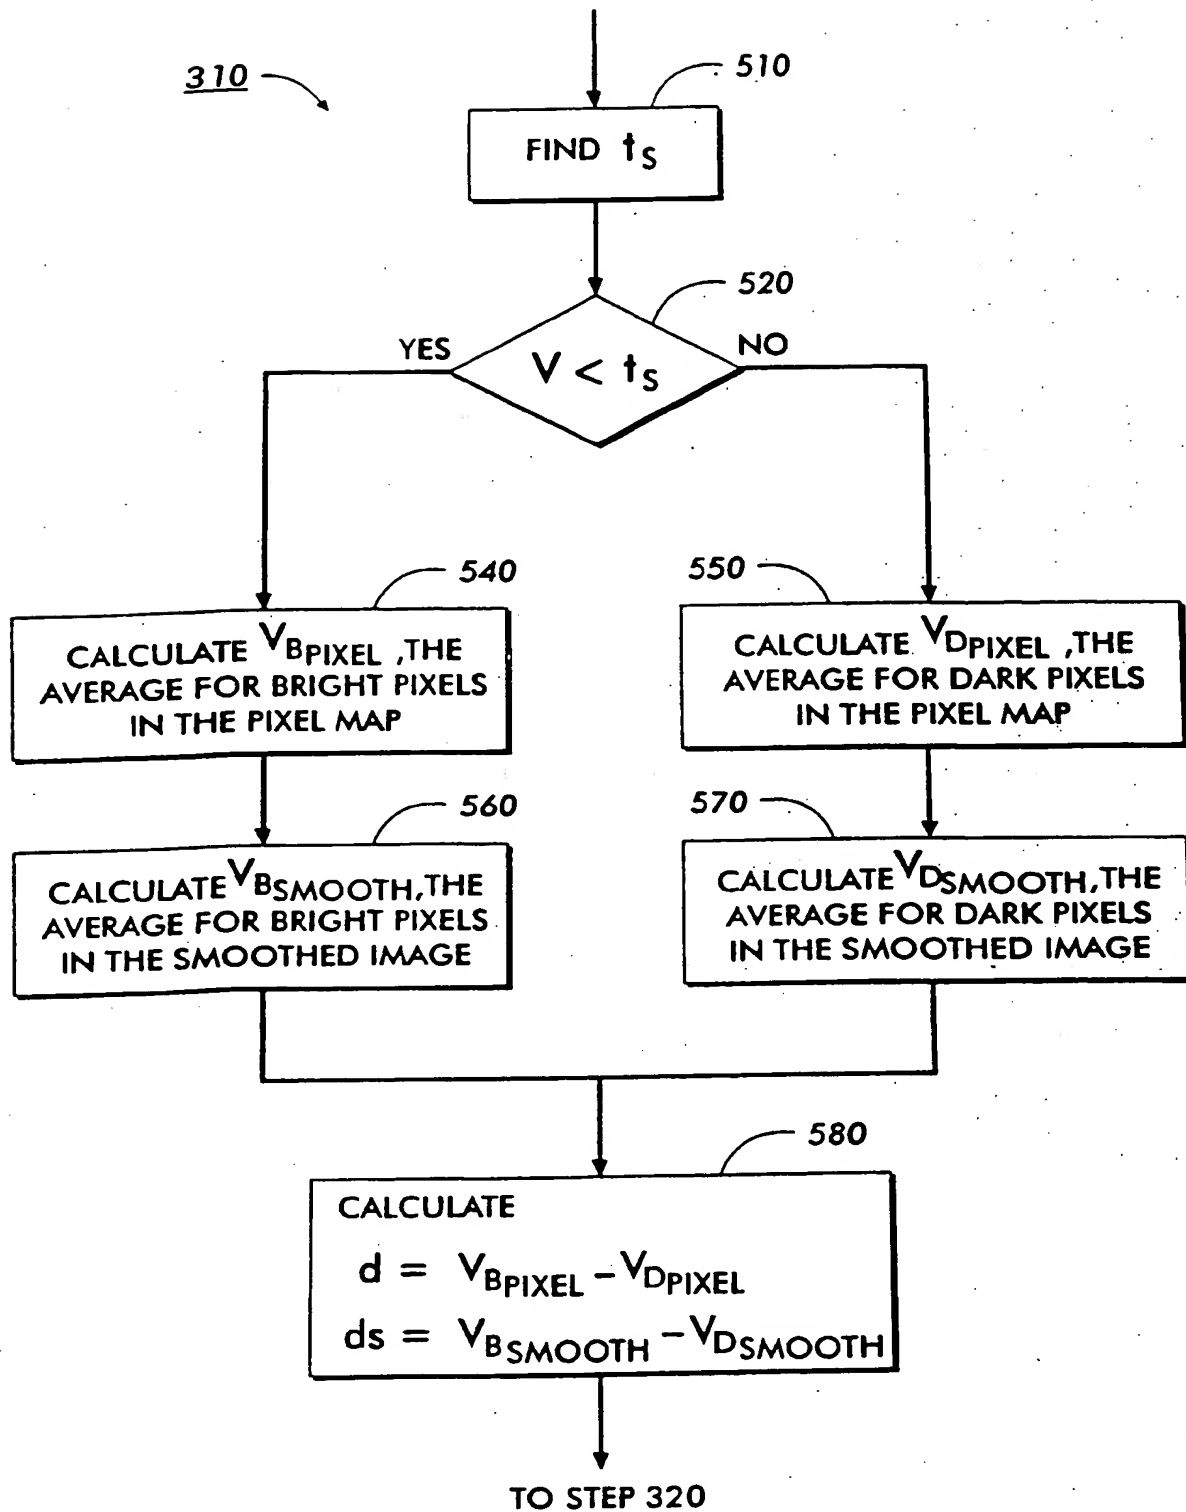 310
510
FIND tS
520
YES
V < tS
NO
540
CALCULATE VBPIXEL ,THE
AVERAGE FOR BRIGHT PIXELS
IN THE PIXEL MAP
550
CALCULATE VDPIXEL ,THE
AVERAGE FOR DARK PIXELS
IN THE PIXEL MAP
560
CALCULATE VBSMOOTH,THE
AVERAGE FOR BRIGHT PIXELS
IN THE SMOOTHED IMAGE
570
CALCULATE VDSMOOTH,THE
AVERAGE FOR DARK PIXELS
IN THE SMOOTHED IMAGE
580
CALCULATE
d = VBPIXEL – VDPIXEL
ds = VBSMOOTH – VDSMOOTH
TO STEP 320